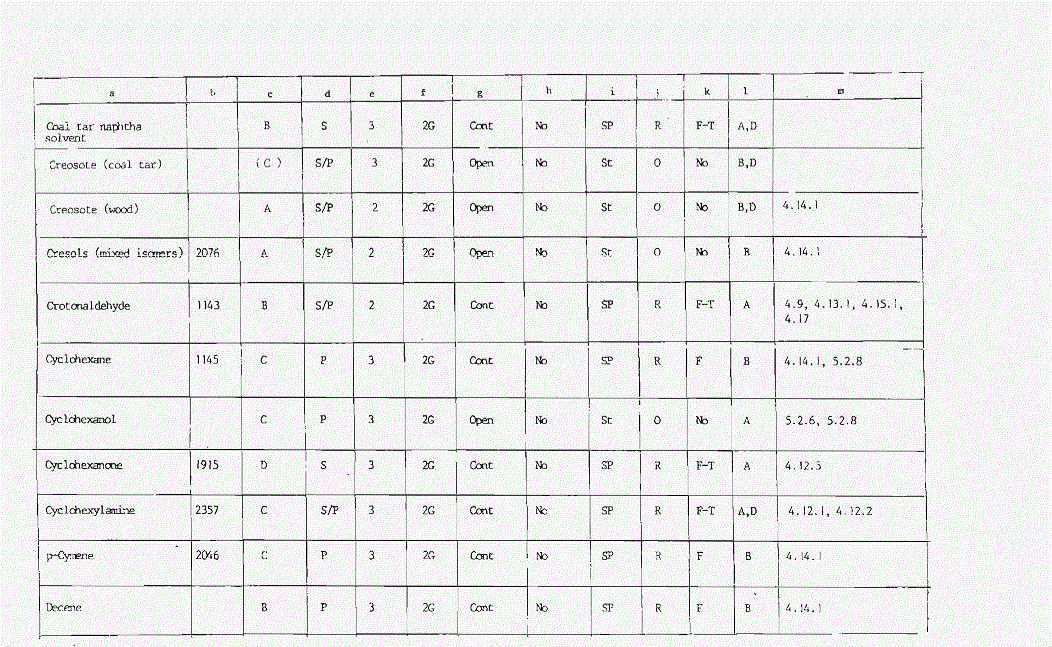 a b c d e f g h i j k l m
Coal tar naphtha B S 3 2G Cont No SP R F-T A,D
solvent
Creosote (coal tar) (C) S/P 3 2G Open No St O No B,D
Creosote (wood) A S/P 2 2G Open No St O No B,D 4.14.1
Cresols (mixed isomers) 2076 A S/P 2 2G Open No St O No B 4.14.1
Crotonaldehyde 1143 B S/P 2 2G Cont No SP R F-T A 4.9, 4.13.1, 4.15.1,
4.17
Cyclohexane 1145 C P 3 2G Cont No SP R F B 4.14.1, 5.2.8
Cyclohexanol C P 3 2G Open No St O No A 5.2.6, 5.2.8
Cyclohexanone 1915 D S 3 2G Cont No SP R F-T A 4.12.3
Cyclohexylamine 2357 C S/P 3 2G Cont No SP R F-T A,D 4.12.1, 4.12.2
p-Cymene 2046 C P 3 2G Cont No SP R F B 4.14.1
Decene B P 3 2G Cont No SP R F B 4.14.1